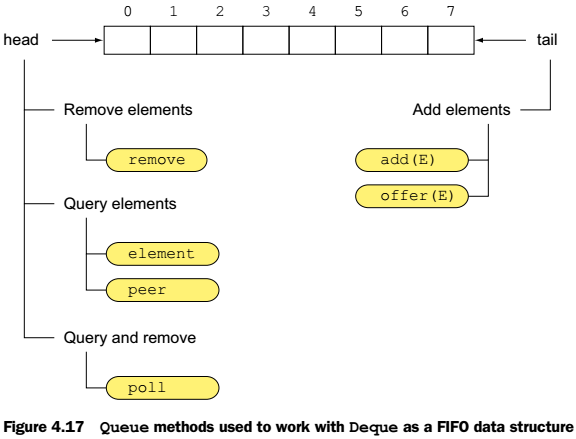 0 1 2 3 4 5 6 7
head tail
Remove elements Add elements
remove add(E)
offer(E)
Query elements
element
peer
Query and remove
poll
Figure 4.17 Queue methods used to work with Deque as a FIFO data structure